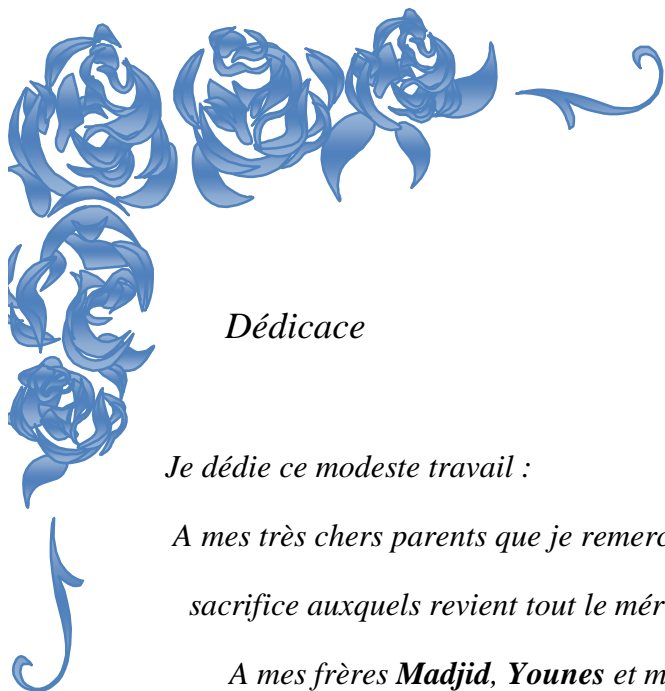 Dédicace
Je dédie ce modeste travail :
A mes très chers parents que je
sacrifice auxquels revient tout le
A mes frères Madjid, Younes et